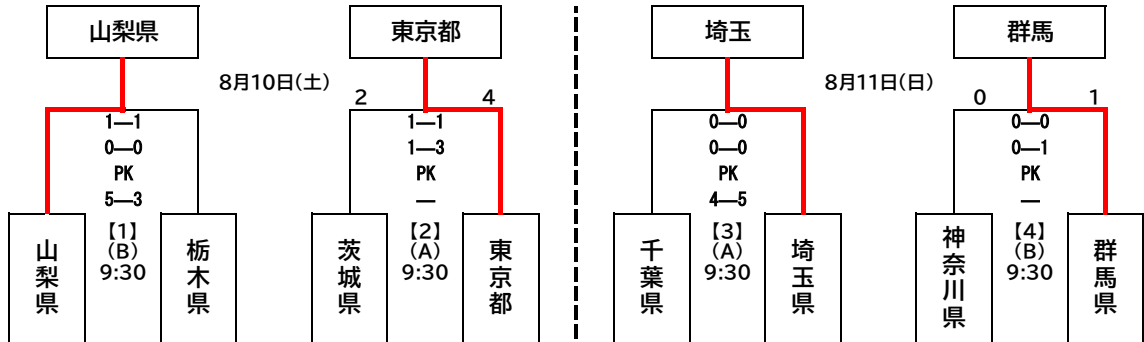 山梨県
東京都
埼玉
群馬
8月10日(土)
8月11日(日)
2
4
0
1
1―1
0―0
PK
5―3
【1】
(B)
9:30
山梨県
栃木県
1―1
1―3
PK
―
【2】
(A)
9:30
茨城県
東京都
0―0
0―0
PK
4―5
【3】
(A)
9:30
千葉県
埼玉県
0―0
0―1
PK
―
【4】
(B)
9:30
神奈川県
群馬県